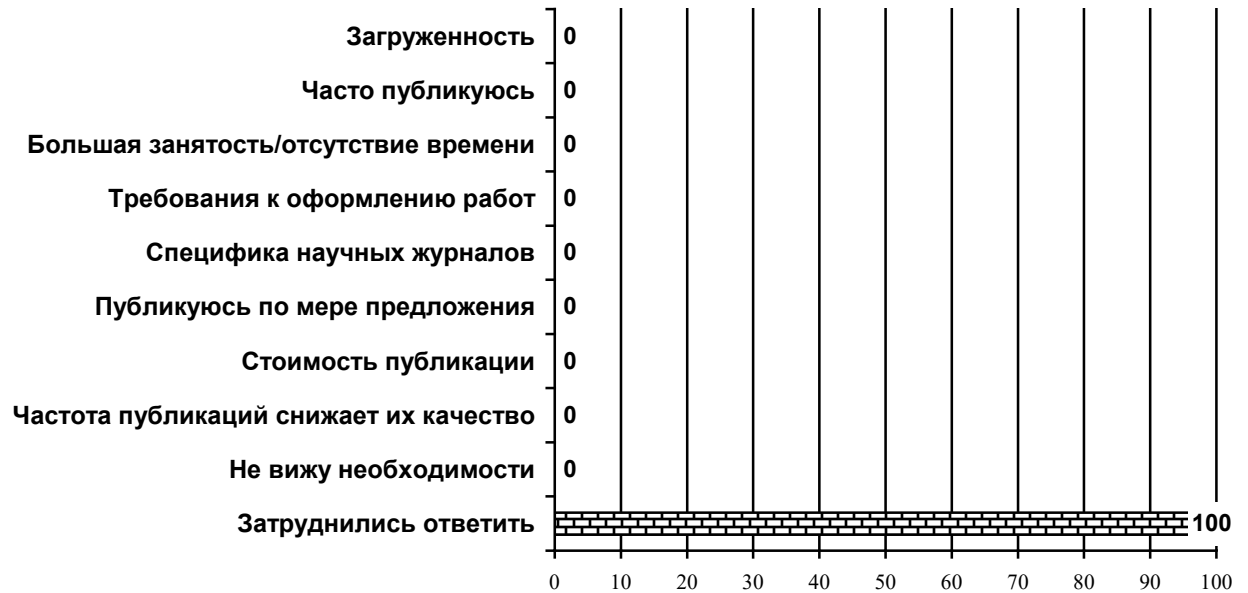 Загруженность 0
Часто публикуюсь 0
Большая занятость/отсутствие времени 0
Требования к оформлению работ 0
Специфика научных журналов 0
Публикуюсь по мере предложения 0
Стоимость публикации 0
Частота публикаций снижает их качество 0
Не вижу необходимости 0
Затруднились ответить 100
0 10 20 30 40 50 60 70 80 90 100